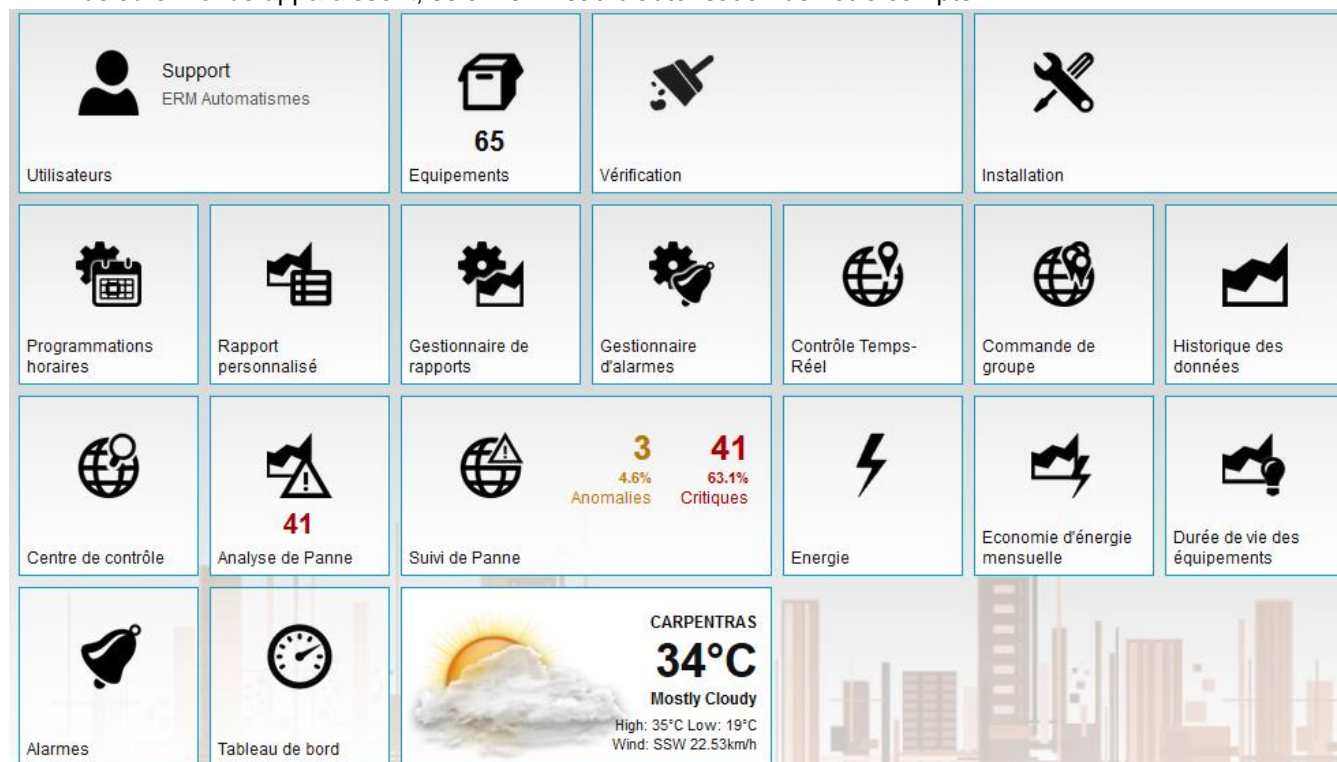 Support
ERM Automatismes
Utilisateurs
65
Equipements
Vérification
Installation
Programmations
horaires
Rapport
personnalisé
Gestionnaire de
rapports
Gestionnaire
d'alarmes
Contrôle Temps-
Réel
Commande de
groupe
Historique des
données
Centre de contrôle
41
Analyse de Panne
3
4.6%
Anomalies
41
63.1%
Critiques
Suivi de Panne
Energie
Economie d'énergie
mensuelle
Durée de vie des
équipements
Alarmes
Tableau de bord
CARPENTRAS
34°C
Mostly Cloudy
High: 35°C Low: 19°C
Wind: SSW 22.53km/h